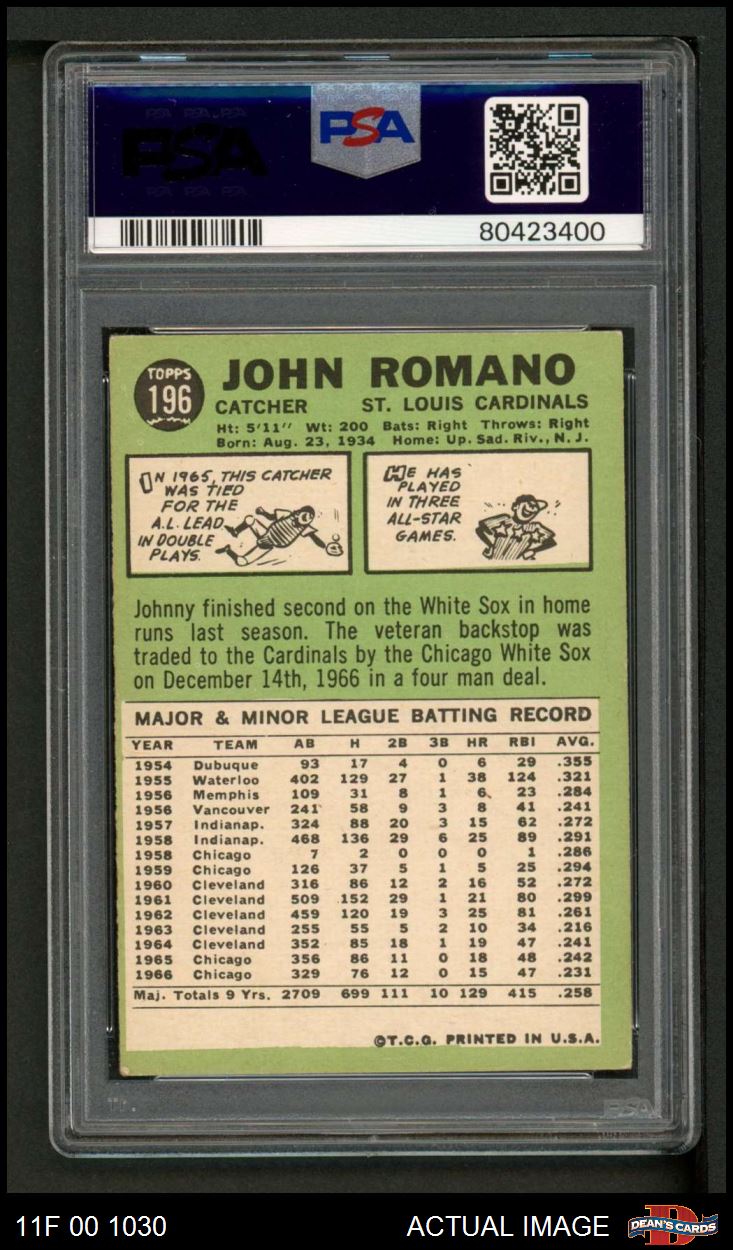 PSA PSA PSA
PSA
PSA PSA PSA
PSA
80423400
TOPPS
196
JOHN ROMANO
CATCHER ST. LOUIS CARDINALS
Ht: 5'11" Wt: 200 Bats: Right Throws: Right
Born: Aug. 23, 1934 Home: Up. Sad. Riv., N. J.
IN 1965, THIS CATCHER
WAS TIED
FOR THE
A.L. LEAD
IN DOUBLE
PLAYS.
HE HAS
PLAYED
IN THREE
ALL-STAR
GAMES.
Johnny finished second on the White Sox in home
runs last season. The veteran backstop was
traded to the Cardinals by the Chicago White Sox
on December 14th, 1966 in a four man deal.
MAJOR & MINOR LEAGUE BATTING RECORD
YEAR TEAM AB H 2B 3B HR RBI AVG.
1954 Dubuque 93 17 4 0 6 29 .355
1955 Waterloo 402 129 27 1 38 124 .321
1956 Memphis 109 31 8 1 6 23 .284
1956 Vancouver 241 58 9 3 8 41 .241
1957 Indianap. 324 88 20 3 15 62 .272
1958 Indianap. 468 136 29 6 25 89 .291
1958 Chicago 7 2 0 0 0 1 .286
1959 Chicago 126 37 5 1 5 25 .294
1960 Cleveland 316 86 12 2 16 52 .272
1961 Cleveland 509 152 29 1 21 80 .299
1962 Cleveland 459 120 19 3 25 81 .261
1963 Cleveland 255 55 5 2 10 34 .216
1964 Cleveland 352 85 18 1 19 47 .241
1965 Chicago 356 86 11 0 18 48 .242
1966 Chicago 329 76 12 0 15 47 .231
Maj. Totals 9 Yrs. 2709 699 111 10 129 415 .258
©T.C.G. PRINTED IN U.S.A.
PSA
11F 00 1030 ACTUAL IMAGE DEAN'S CARDS